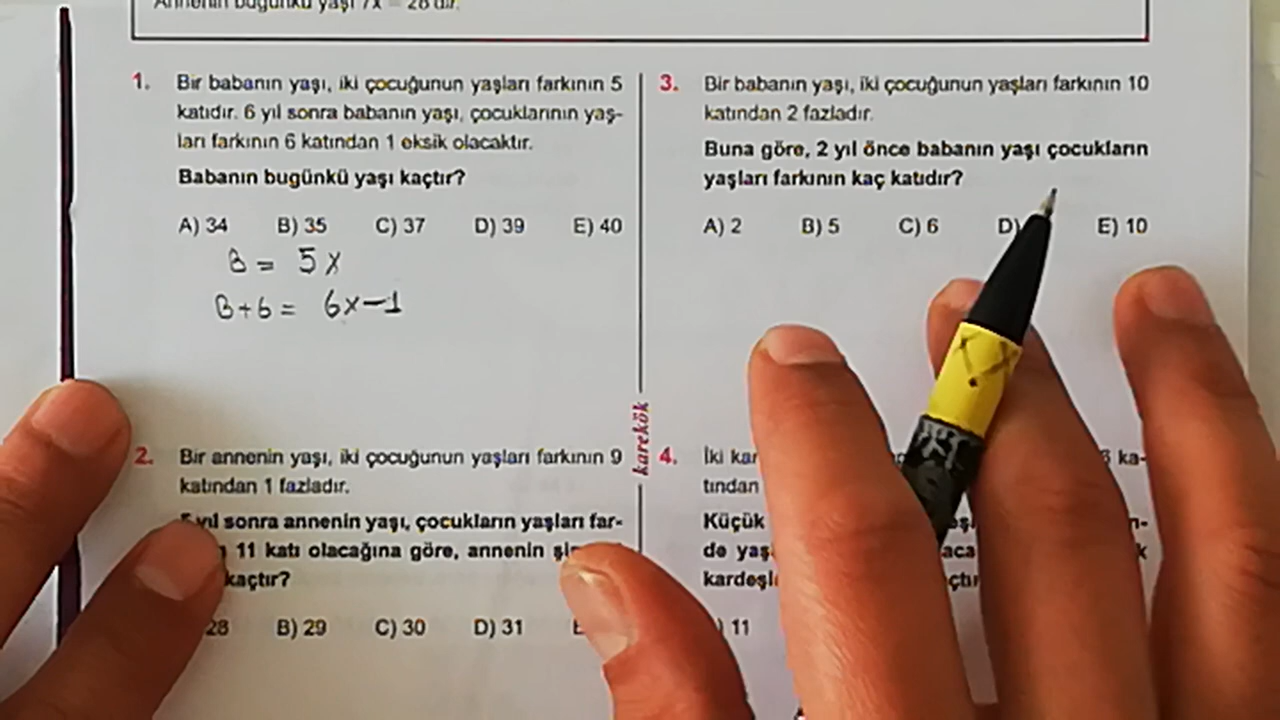 Annenin bugünkü yaşı 7x = 28 dir.
1. Bir babanın yaşı, iki çocuğunun yaşları farkının 5
katıdır. 6 yıl sonra babanın yaşı, çocuklarının yaş-
ları farkının 6 katından 1 eksik olacaktır.
Babanın bugünkü yaşı kaçtır?
A) 34 B) 35 C) 37 D) 39 E) 40
B = 5x
B+6 = 6x-1
2. Bir annenin yaşı, iki çocuğunun yaşları farkının 9
katından 1 fazladır.
yıl sonra annenin yaşı, çocukların yaşları far-
11 katı olacağına göre, annenin
kaçtır?
28 B) 29 C) 30 D) 31
karekök
3. Bir babanın yaşı, iki çocuğunun yaşları farkının 10
katından 2 fazladır.
Buna göre, 2 yıl önce babanın yaşı çocukların
yaşları farkının kaç katıdır?
A) 2 B) 5 C) 6 D) E) 10
4. İki ka-
tından
Küçük
de
11